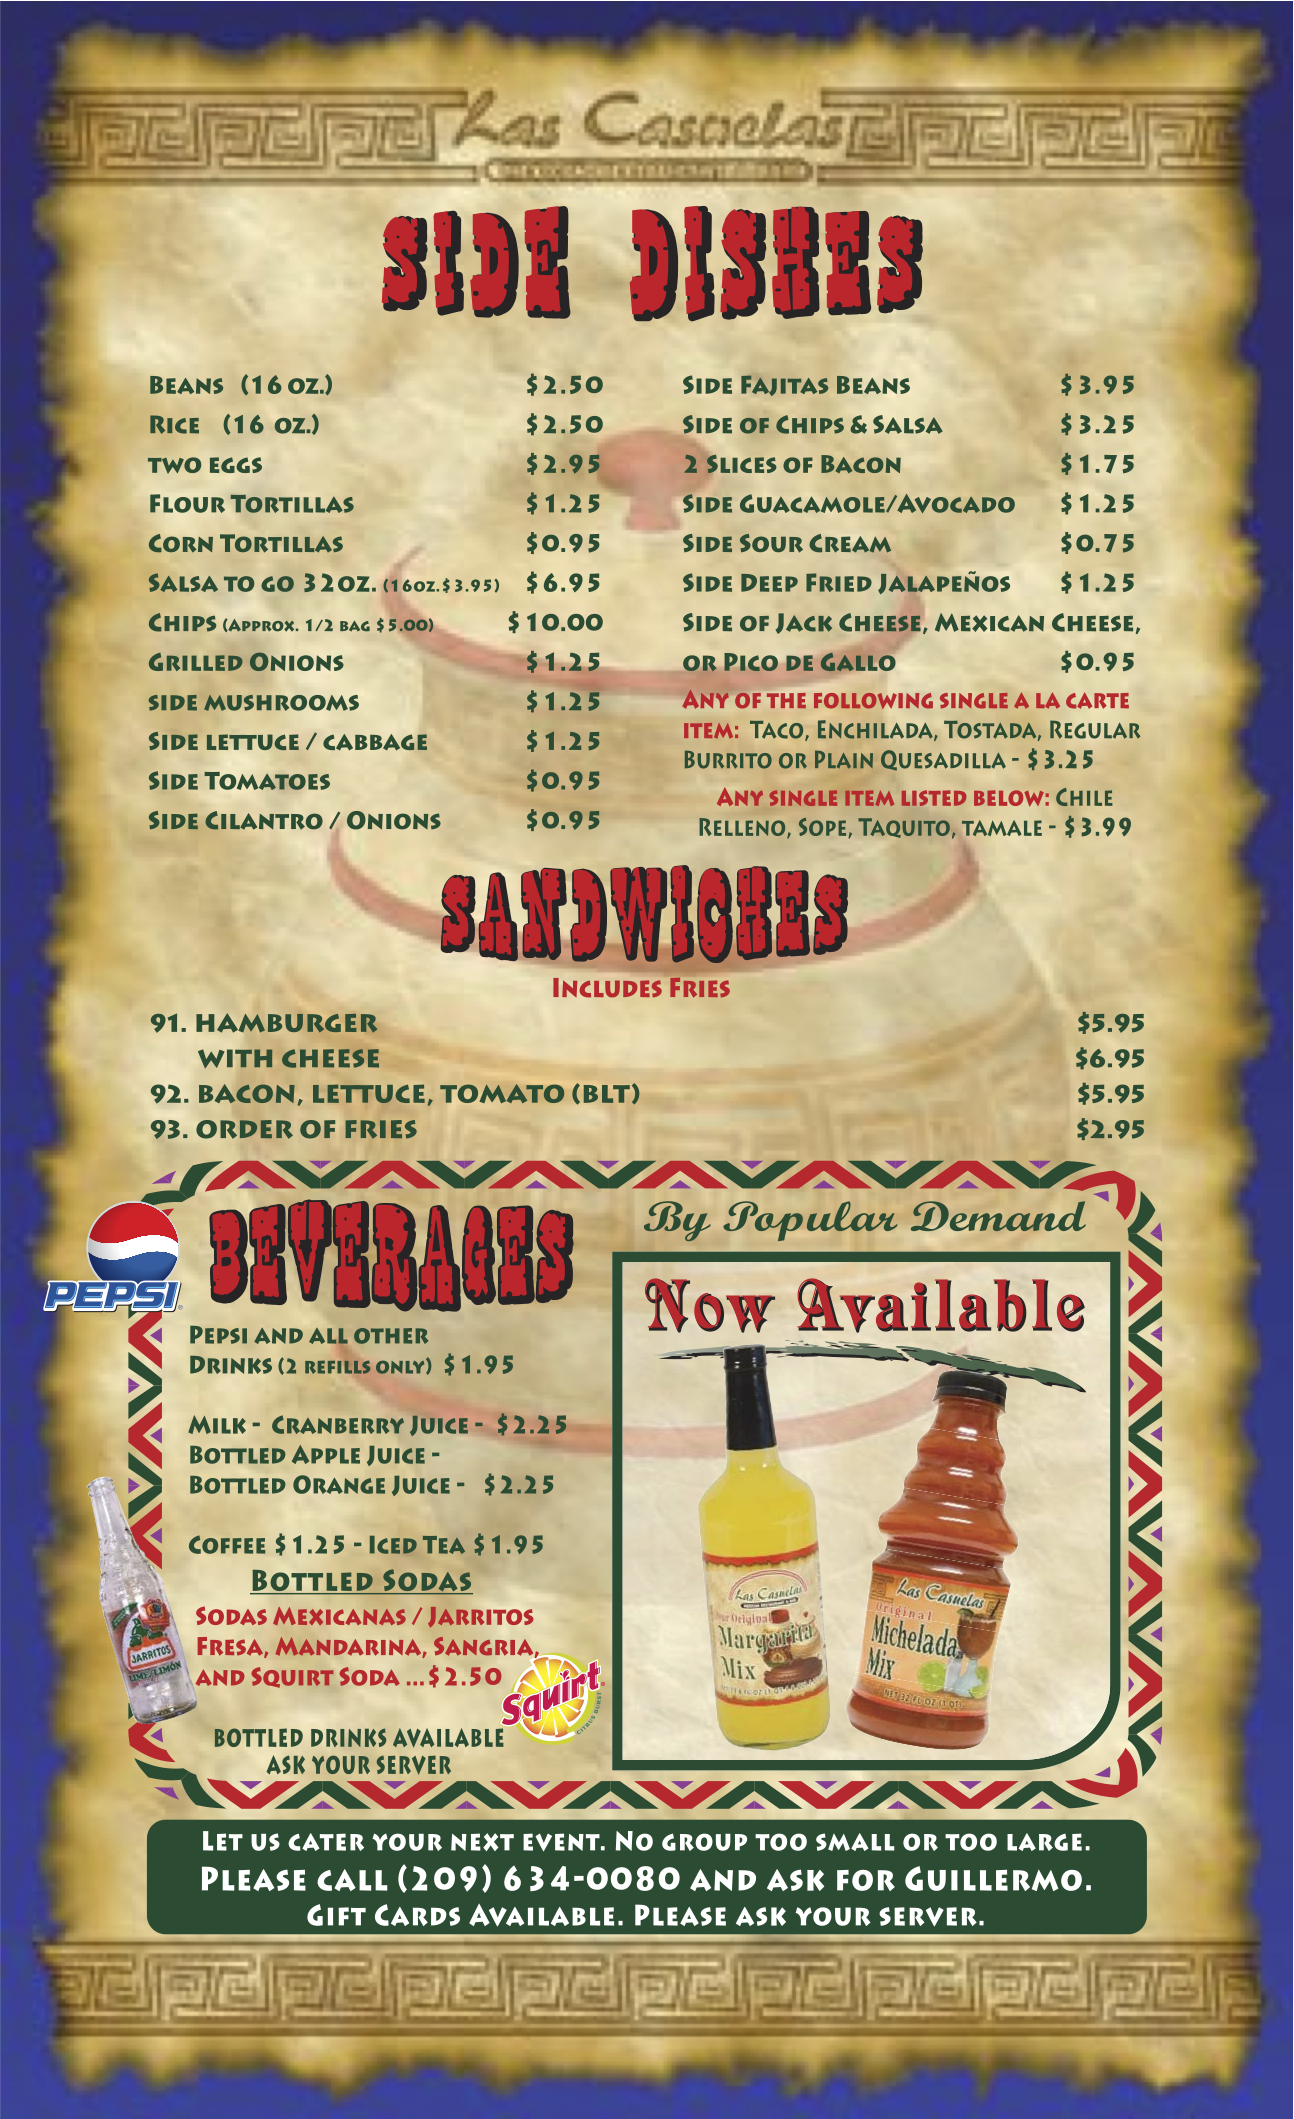 Las Casuelas
SIDE DISHES
Beans (16 oz.) $2.50
Rice (16 oz.) $2.50
two eggs $2.95
Flour Tortillas $1.25
Corn Tortillas $0.95
Salsa to go 32oz. (16oz.$3.95) $6.95
Chips (approx. 1/2 bag $5.00) $10.00
Grilled Onions $1.25
side mushrooms $1.25
Side lettuce / cabbage $1.25
Side Tomatoes $0.95
Side Cilantro / Onions $0.95
Side Fajitas Beans $3.95
Side of Chips & Salsa $3.25
2 Slices of Bacon $1.75
Side Guacamole/Avocado $1.25
Side Sour Cream $0.75
Side Deep Fried Jalapeños $1.25
Side of Jack Cheese, Mexican Cheese,
or Pico de Gallo $0.95
Any of the following single a la carte
item: Taco, Enchilada, Tostada, Regular
Burrito or Plain Quesadilla - $3.25
Any single item listed below: Chile
Relleno, Sope, Taquito, tamale - $3.99
SANDWICHES
Includes Fries
91. HAMBURGER $5.95
WITH CHEESE $6.95
92. BACON, LETTUCE, TOMATO (BLT) $5.95
93. ORDER OF FRIES $2.95
PEPSI
BEVERAGES
Pepsi and all other
Drinks (2 refills only) $1.95
Milk - Cranberry Juice - $2.25
Bottled Apple Juice -
Bottled Orange Juice - $2.25
Coffee $1.25 - Iced Tea $1.95
Bottled Sodas
Sodas Mexicanas / Jarritos
Fresa, Mandarina, Sangria,
and Squirt Soda ...$2.50
JARRITOS
LIME/LIMÓN
Squirt
CITRUS BURST
BOTTLED DRINKS AVAILABLE
ASK YOUR SERVER
By Popular Demand
Now Available
Las Casuelas
Original
Margarita
Mix
Las Casuelas
Original
Michelada
Mix
NET 32 FL OZ (1 QT)
Let us cater your next event. No group too small or too large.
Please call (209) 634-0080 and ask for Guillermo.
Gift Cards Available. Please ask your server.